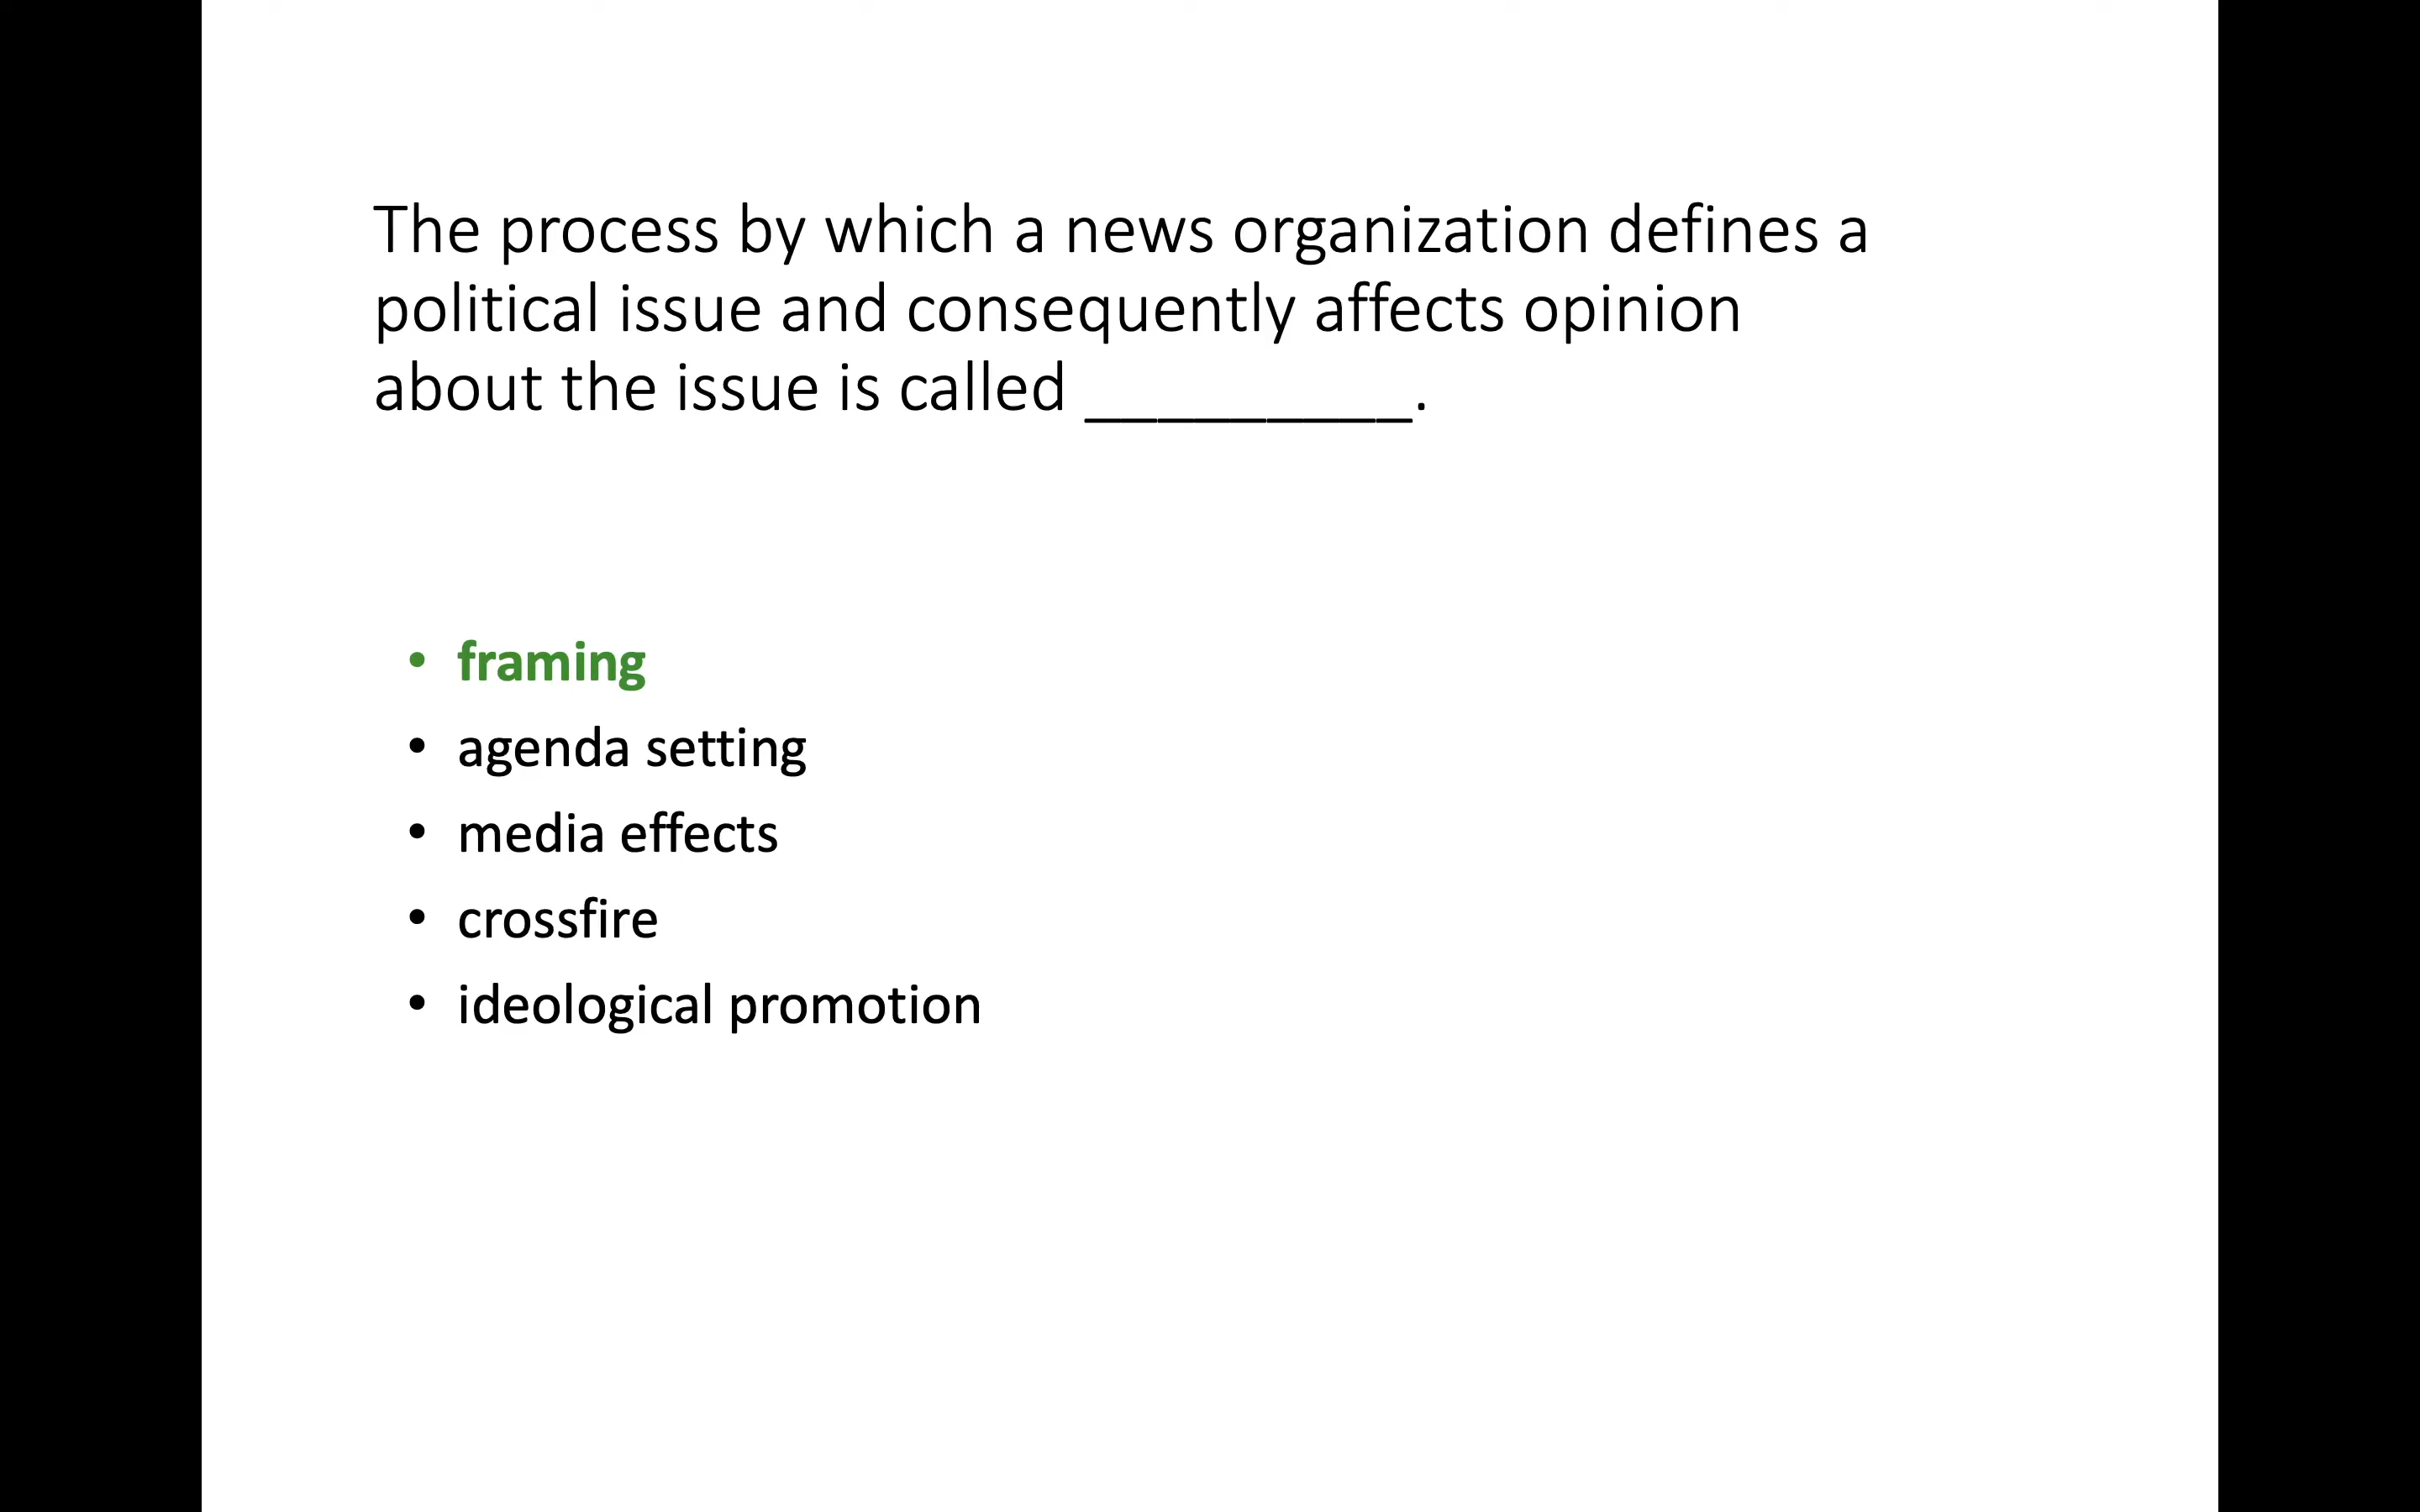 The process by which a news organization defines a
political issue and consequently affects opinion
about the issue is called _________.
• framing
• agenda setting
• media effects
• crossfire
• ideological promotion